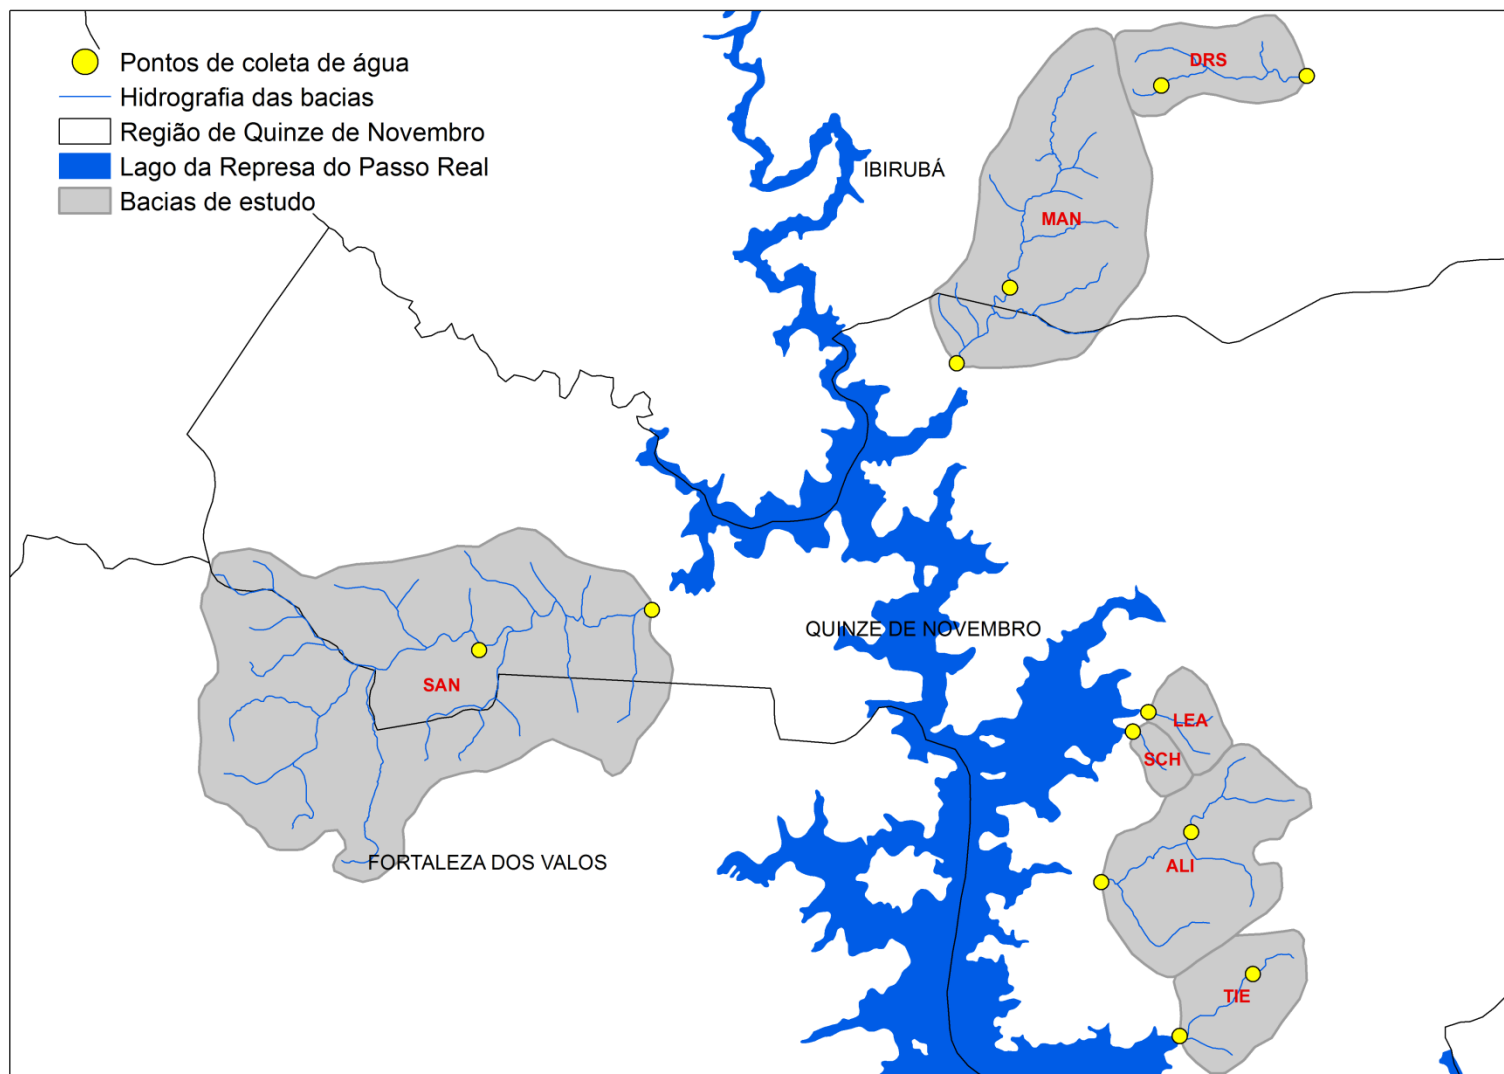 Pontos de coleta de água
Hidrografia das bacias
Região de Quinze de Novembro
Lago da Represa do Passo Real
Bacias de estudo
DRS
IBIRUBÁ
MAN
QUINZE DE NOVEMBRO
SAN
LEA
SCH
FORTALEZA DOS VALOS
ALI
TIE